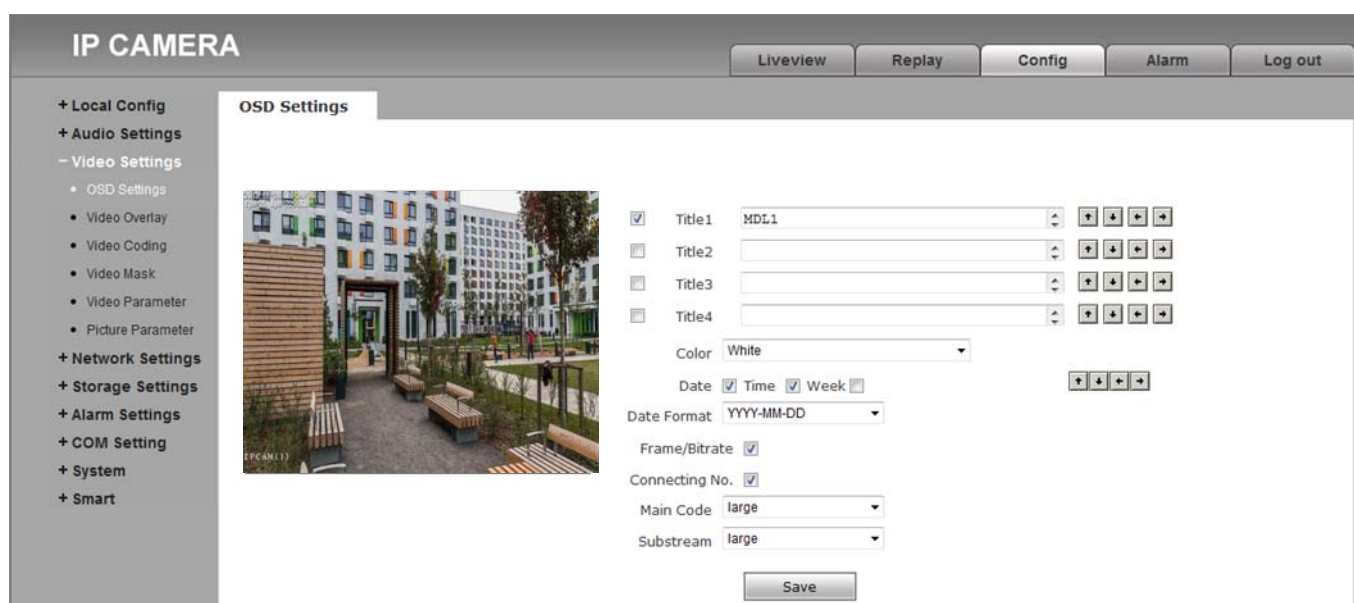 IP CAMERA
Liveview Replay Config Alarm Log out
+ Local Config
+ Audio Settings
− Video Settings
• OSD Settings
• Video Overlay
• Video Coding
• Video Mask
• Video Parameter
• Picture Parameter
+ Network Settings
+ Storage Settings
+ Alarm Settings
+ COM Setting
+ System
+ Smart
OSD Settings
IPCAM(1)
Title1 MDL1
Title2
Title3
Title4
Color White
Date Time Week
Date Format YYYY-MM-DD
Frame/Bitrate
Connecting No.
Main Code large
Substream large
Save